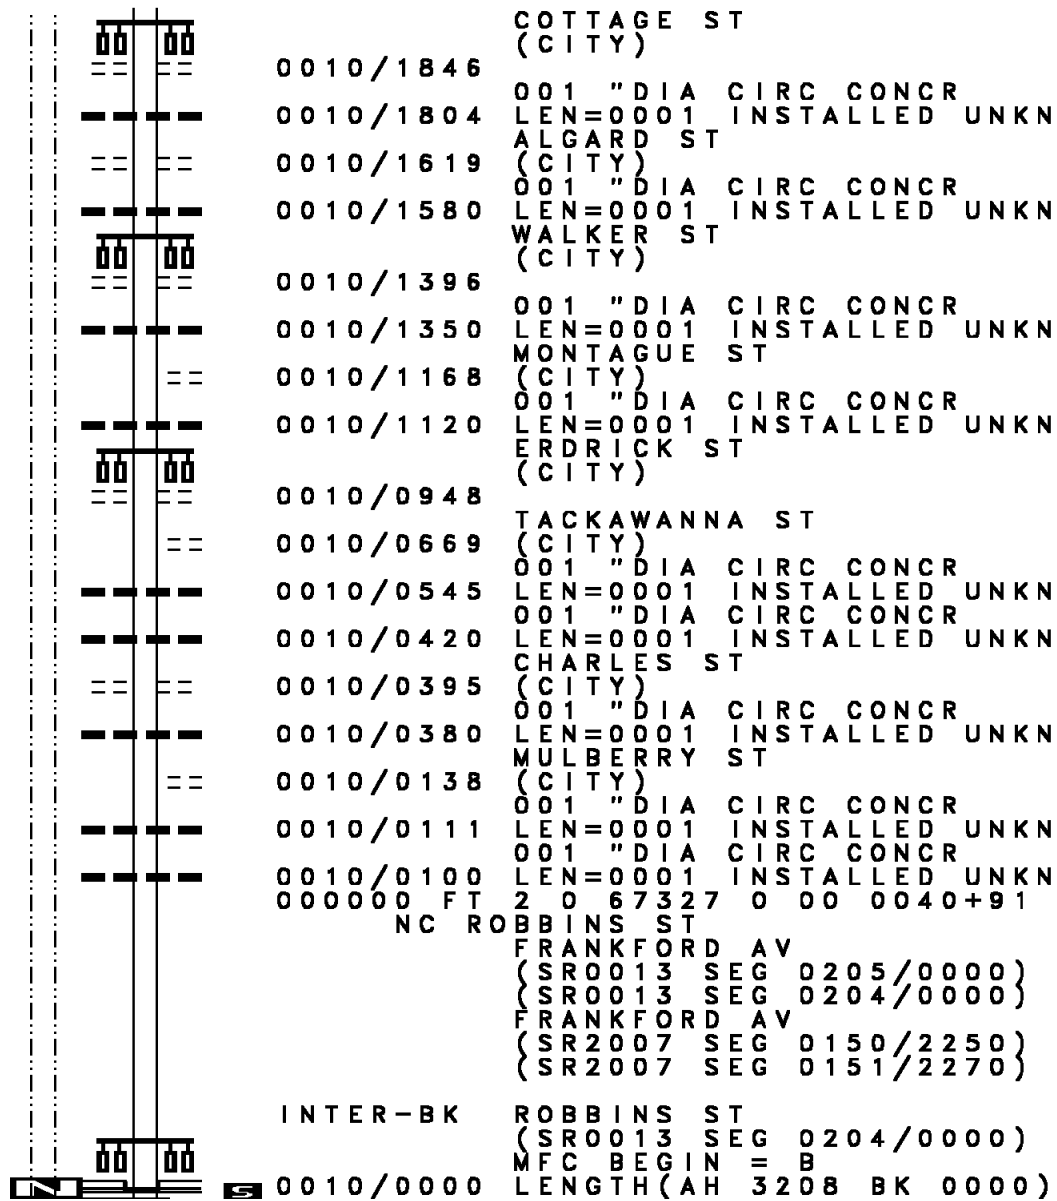 COTTAGE ST
(CITY)
0010/1846
001 "DIA CIRC CONCR
0010/1804 LEN=0001 INSTALLED UNKN
ALGARD ST
0010/1619 (CITY)
001 "DIA CIRC CONCR
0010/1580 LEN=0001 INSTALLED UNKN
WALKER ST
(CITY)
0010/1396
001 "DIA CIRC CONCR
0010/1350 LEN=0001 INSTALLED UNKN
MONTAGUE ST
0010/1168 (CITY)
001 "DIA CIRC CONCR
0010/1120 LEN=0001 INSTALLED UNKN
ERDRICK ST
(CITY)
0010/0948
TACKAWANNA ST
0010/0669 (CITY)
001 "DIA CIRC CONCR
0010/0545 LEN=0001 INSTALLED UNKN
001 "DIA CIRC CONCR
0010/0420 LEN=0001 INSTALLED UNKN
CHARLES ST
0010/0395 (CITY)
001 "DIA CIRC CONCR
0010/0380 LEN=0001 INSTALLED UNKN
MULBERRY ST
0010/0138 (CITY)
001 "DIA CIRC CONCR
0010/0111 LEN=0001 INSTALLED UNKN
001 "DIA CIRC CONCR
0010/0100 LEN=0001 INSTALLED UNKN
000000 FT 2 0 67327 0 00 0040+91
NC ROBBINS ST
FRANKFORD AV
(SR0013 SEG 0205/0000)
(SR0013 SEG 0204/0000)
FRANKFORD AV
(SR2007 SEG 0150/2250)
(SR2007 SEG 0151/2270)
INTER-BK ROBBINS ST
(SR0013 SEG 0204/0000)
MFC BEGIN = B
N S 0010/0000 LENGTH(AH 3208 BK 0000)